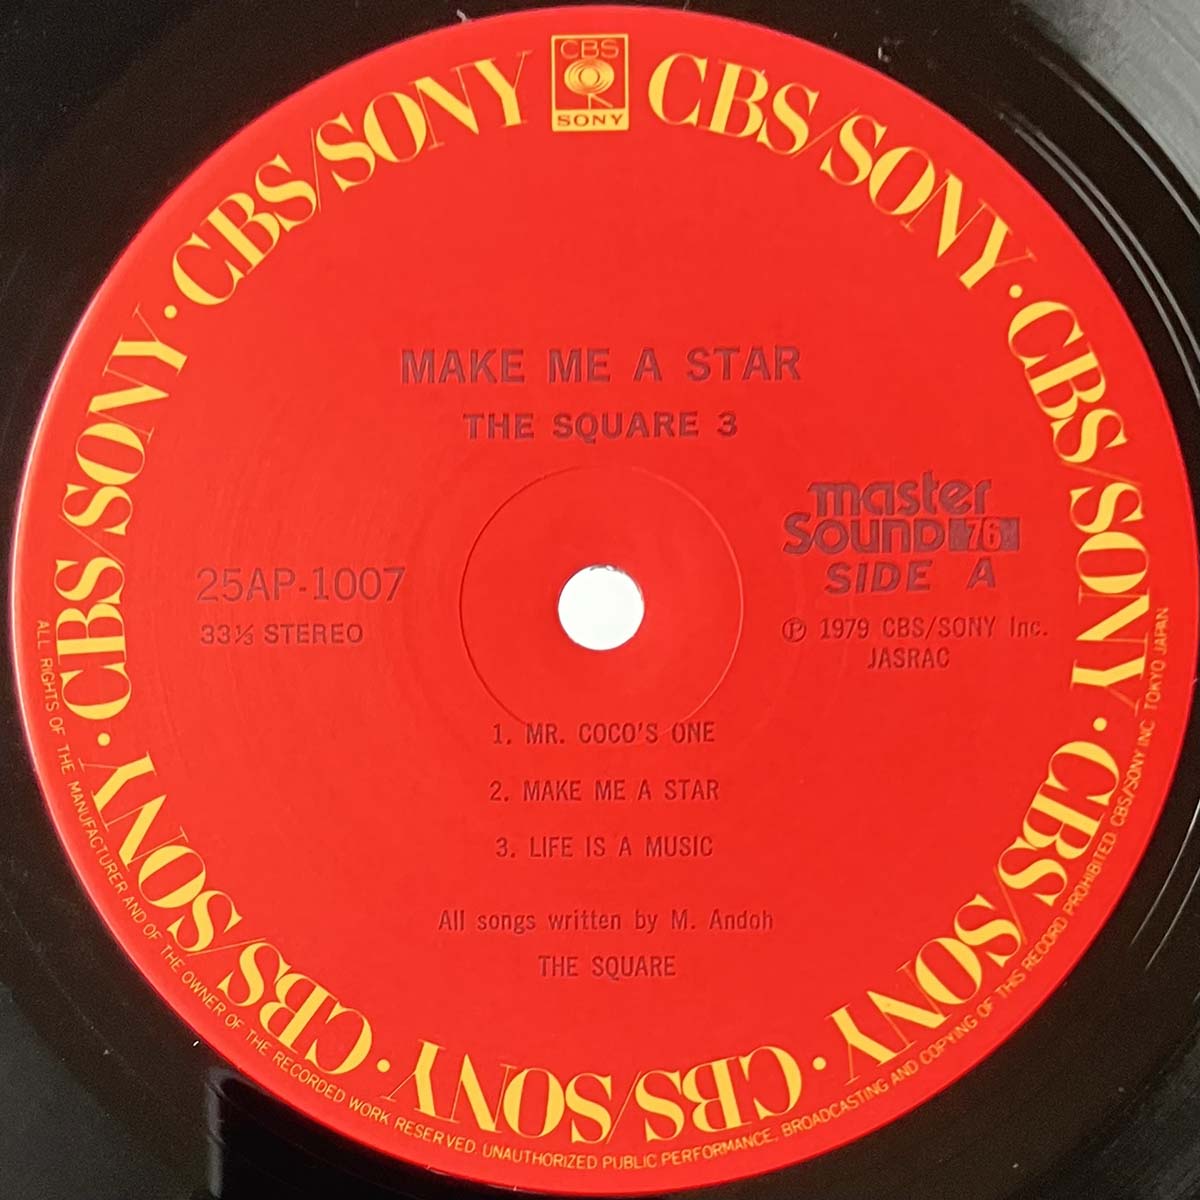 CBS
SONY
CBS/SONY · CBS/SONY · CBS/SONY · CBS/SONY · CBS/SONY · CBS/SONY · CBS/SONY · CBS/SONY
MAKE ME A STAR
THE SQUARE 3
master
Sound 76
SIDE A
25AP-1007
33⅓ STEREO
Ⓟ 1979 CBS/SONY Inc.
JASRAC
1. MR. COCO'S ONE
2. MAKE ME A STAR
3. LIFE IS A MUSIC
All songs written by M. Andoh
THE SQUARE
ALL RIGHTS OF THE MANUFACTURER AND OF THE OWNER OF THE RECORDED WORK RESERVED. UNAUTHORIZED PUBLIC PERFORMANCE, BROADCASTING AND COPYING OF THIS RECORD PROHIBITED. CBS/SONY INC. TOKYO JAPAN